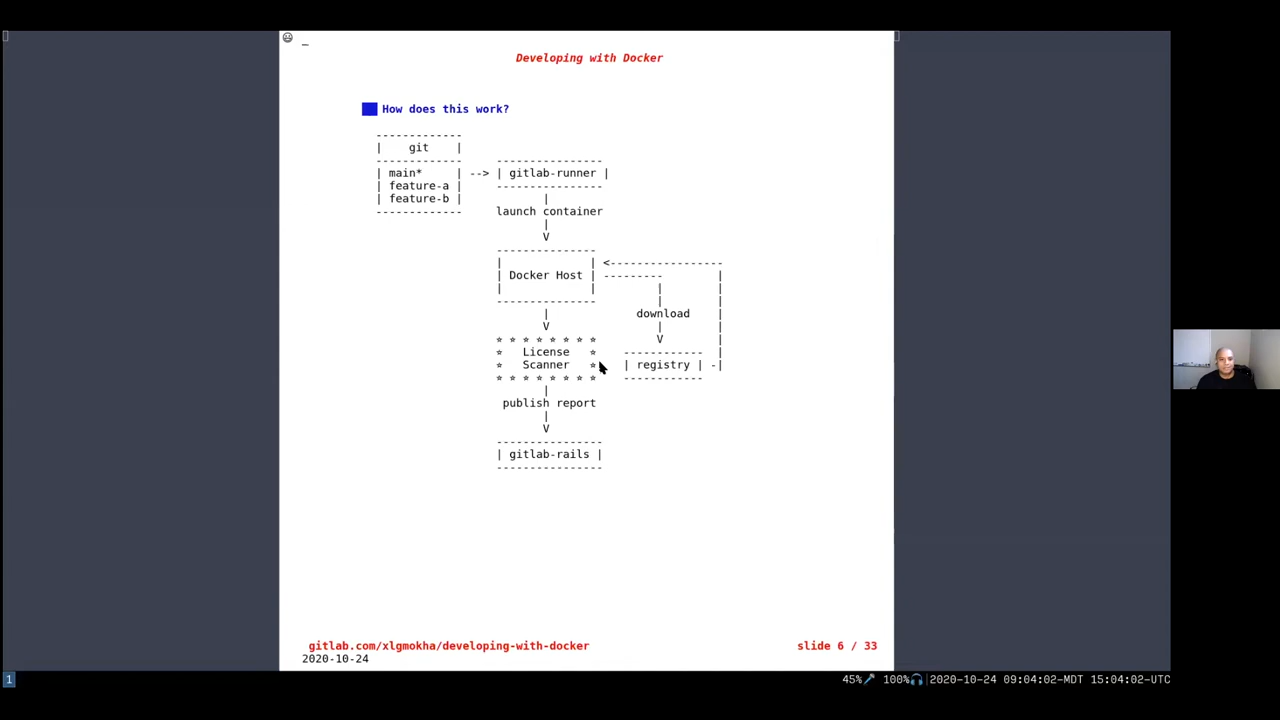 Developing with Docker
How does this work?
-------------
|    git    |
-------------    ----------------
| main*     | --> | gitlab-runner |
| feature-a |    ----------------
| feature-b |            |
-------------    launch container
|
V
---------------
|             | <-----------------
| Docker Host | ---------        |
|             |         |        |
---------------         |        |
|            download    |
V               |        |
* * * * * * * *         V        |
*   License   *    ------------  |
*   Scanner   *    | registry | -|
* * * * * * * *    ------------
|
publish report
|
V
----------------
| gitlab-rails |
----------------
gitlab.com/xlgmokha/developing-with-docker
slide 6 / 33
2020-10-24
1
45% 100% 2020-10-24 09:04:02-MDT 15:04:02-UTC